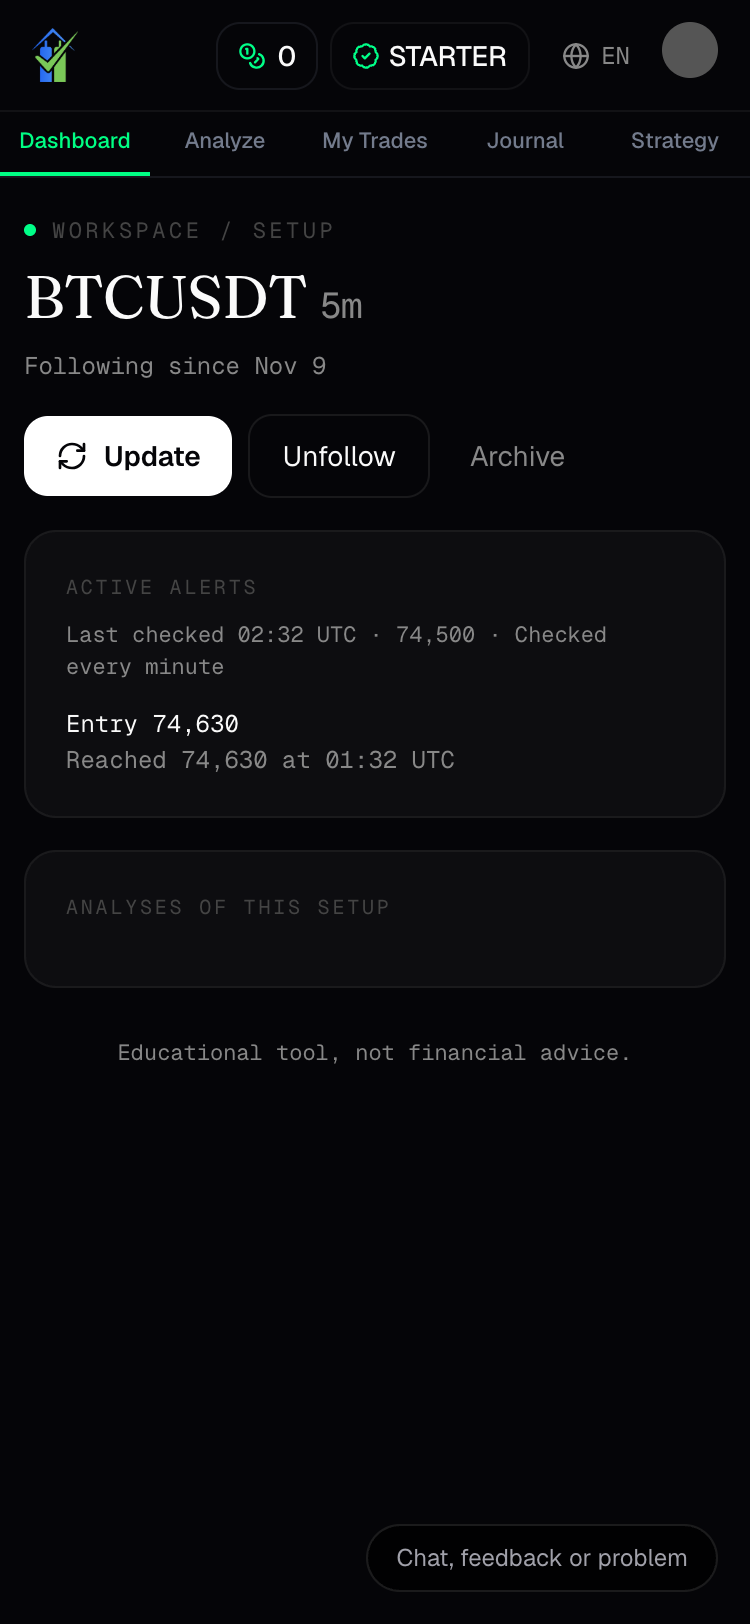 0
STARTER
EN
Dashboard
Analyze
My Trades
Journal
Strategy
WORKSPACE / SETUP
BTCUSDT 5m
Following since Nov 9
Update
Unfollow
Archive
ACTIVE ALERTS
Last checked 02:32 UTC · 74,500 · Checked
every minute
Entry 74,630
Reached 74,630 at 01:32 UTC
ANALYSES OF THIS SETUP
Educational tool, not financial advice.
Chat, feedback or problem